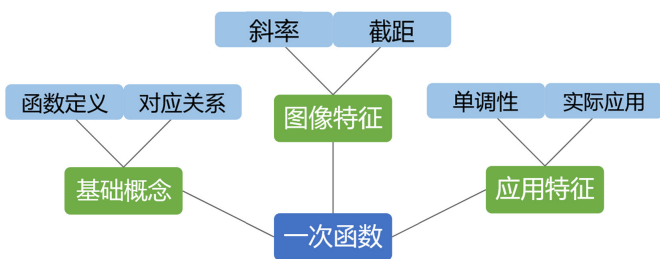 斜率
截距
函数定义
对应关系
图像特征
单调性
实际应用
基础概念
应用特征
一次函数